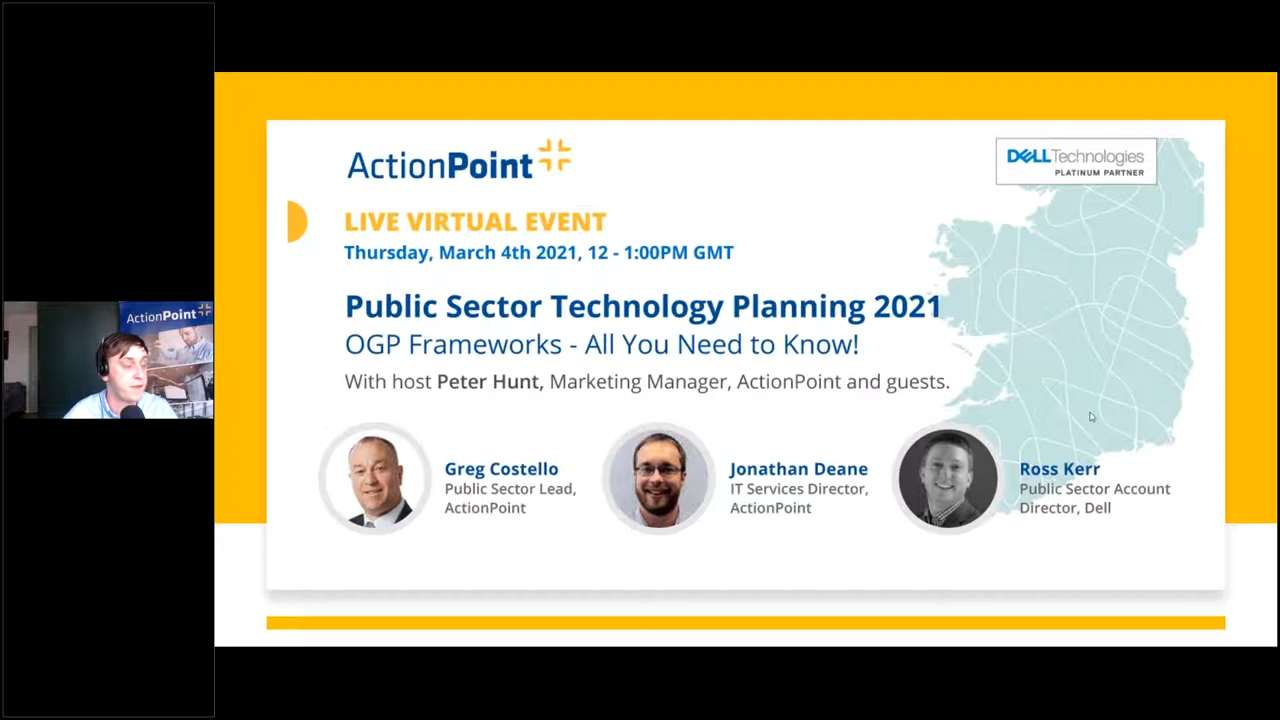 ActionPoint
DELL Technologies
PLATINUM PARTNER
LIVE VIRTUAL EVENT
Thursday, March 4th 2021, 12 - 1:00PM GMT
Public Sector Technology Planning 2021
OGP Frameworks - All You Need to Know!
With host Peter Hunt, Marketing Manager, ActionPoint and guests.
Greg Costello
Public Sector Lead,
ActionPoint
Jonathan Deane
IT Services Director,
ActionPoint
Ross Kerr
Public Sector Account
Director, Dell
ActionPoint